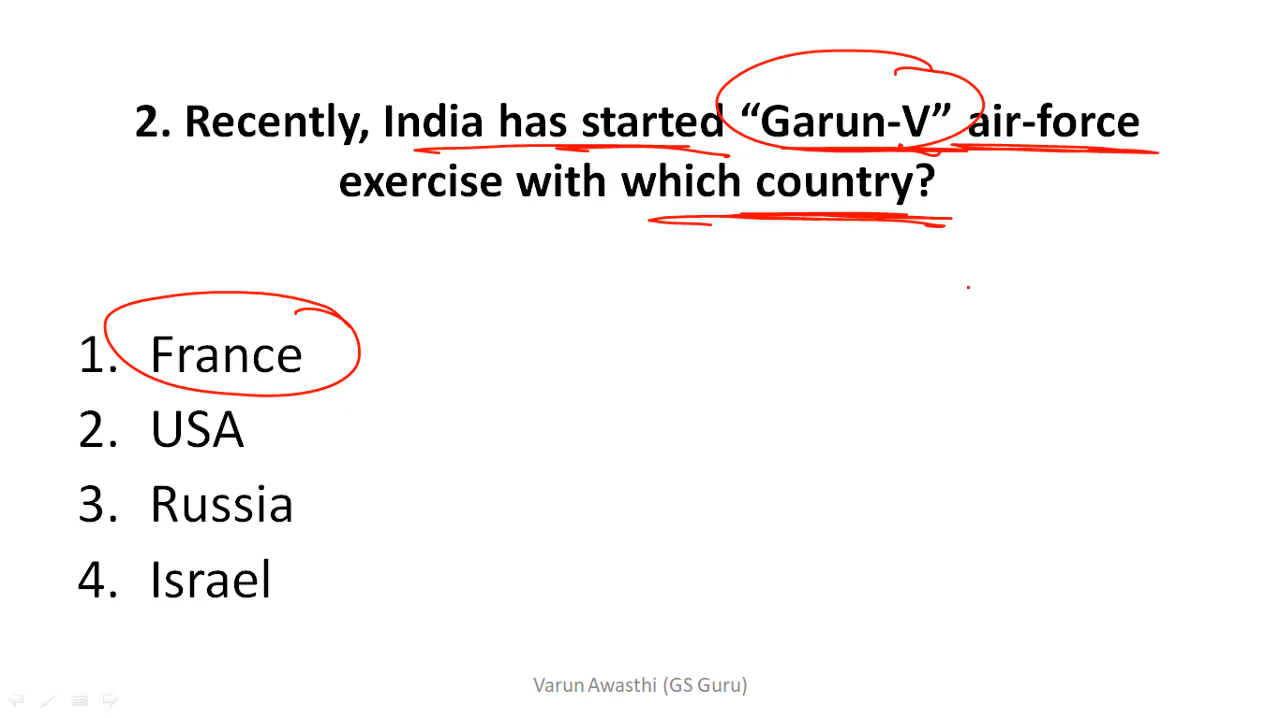 2. Recently, India has started “Garun-V” air-force
exercise with which country?
1. France
2. USA
3. Russia
4. Israel
Varun Awasthi (GS Guru)